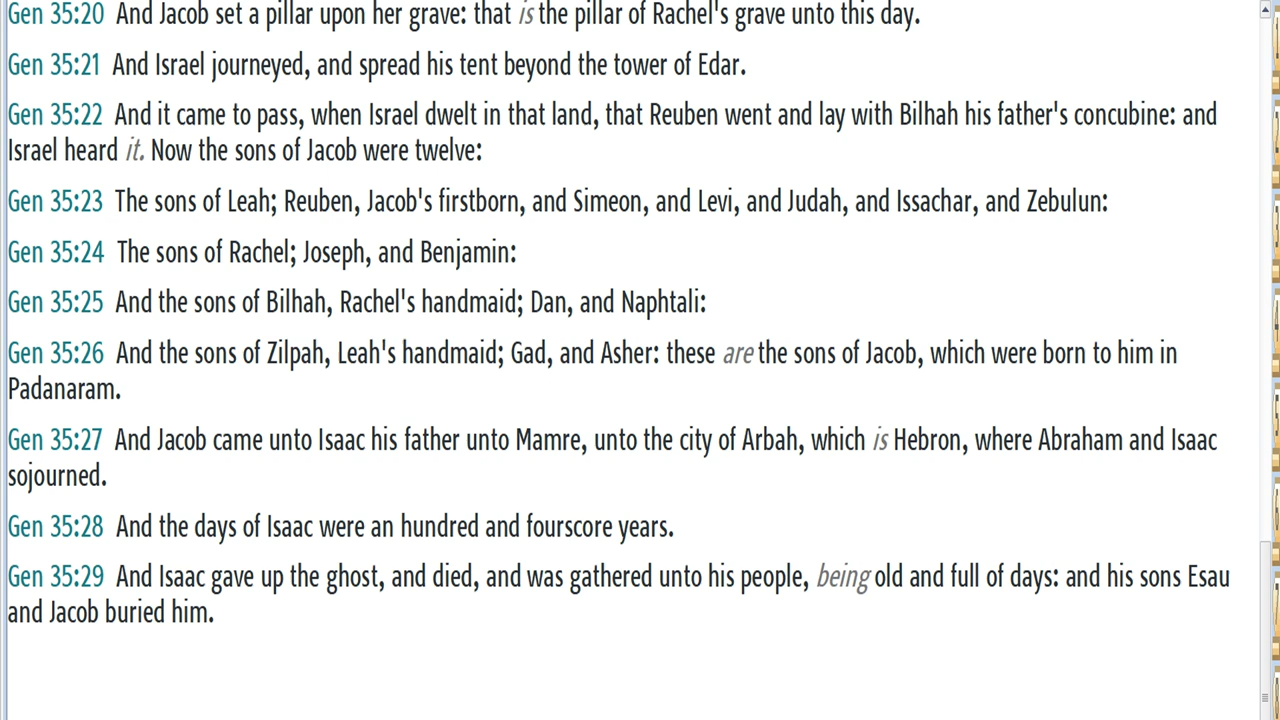 Gen 35:20 And Jacob set a pillar upon her grave: that is the pillar of Rachel's grave unto this day.
Gen 35:21 And Israel journeyed, and spread his tent beyond the tower of Edar.
Gen 35:22 And it came to pass, when Israel dwelt in that land, that Reuben went and lay with Bilhah his father's concubine: and
Israel heard it. Now the sons of Jacob were twelve:
Gen 35:23 The sons of Leah; Reuben, Jacob's firstborn, and Simeon, and Levi, and Judah, and Issachar, and Zebulun:
Gen 35:24 The sons of Rachel; Joseph, and Benjamin:
Gen 35:25 And the sons of Bilhah, Rachel's handmaid; Dan, and Naphtali:
Gen 35:26 And the sons of Zilpah, Leah's handmaid; Gad, and Asher: these are the sons of Jacob, which were born to him in
Padanaram.
Gen 35:27 And Jacob came unto Isaac his father unto Mamre, unto the city of Arbah, which is Hebron, where Abraham and Isaac
sojourned.
Gen 35:28 And the days of Isaac were an hundred and fourscore years.
Gen 35:29 And Isaac gave up the ghost, and died, and was gathered unto his people, being old and full of days: and his sons Esau
and Jacob buried him.